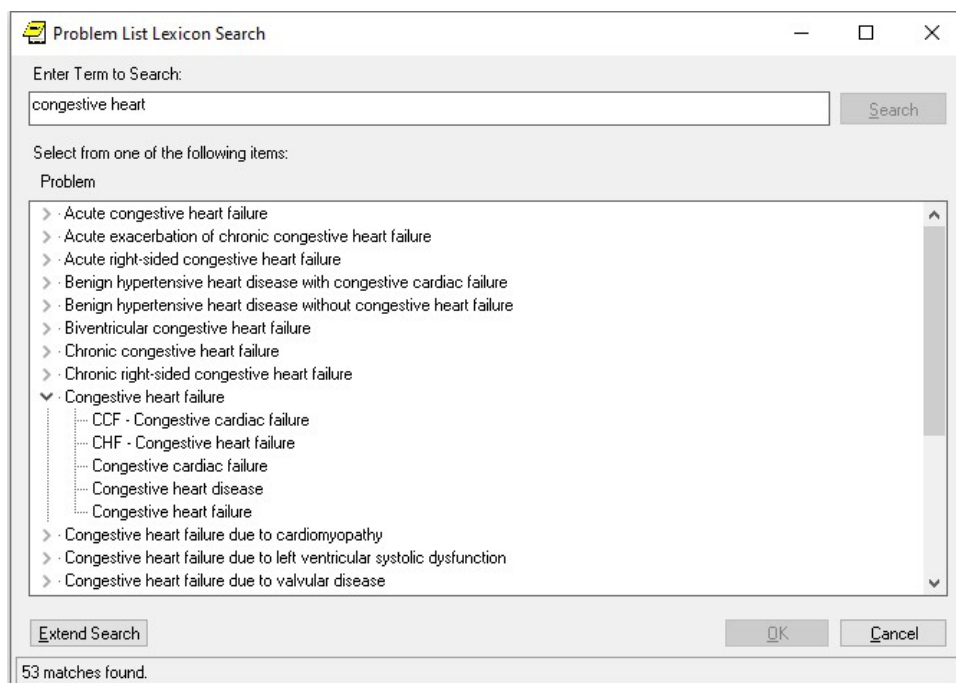 Problem List Lexicon Search
Enter Term to Search:
congestive heart
Search
Select from one of the following items:
Problem
Acute congestive heart failure
Acute exacerbation of chronic congestive heart failure
Acute right-sided congestive heart failure
Benign hypertensive heart disease with congestive cardiac failure
Benign hypertensive heart disease without congestive heart failure
Biventricular congestive heart failure
Chronic congestive heart failure
Chronic right-sided congestive heart failure
Congestive heart failure
CCF - Congestive cardiac failure
CHF - Congestive heart failure
Congestive cardiac failure
Congestive heart disease
Congestive heart failure
Congestive heart failure due to cardiomyopathy
Congestive heart failure due to left ventricular systolic dysfunction
Congestive heart failure due to valvular disease
Extend Search
OK
Cancel
53 matches found.